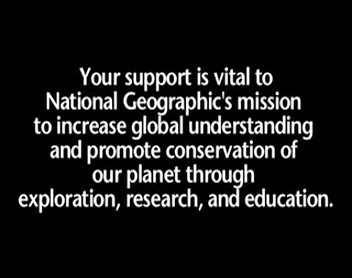 Your support is vital to
National Geographic's mission
to increase global understanding
and promote conservation of
our planet through
exploration, research, and education.